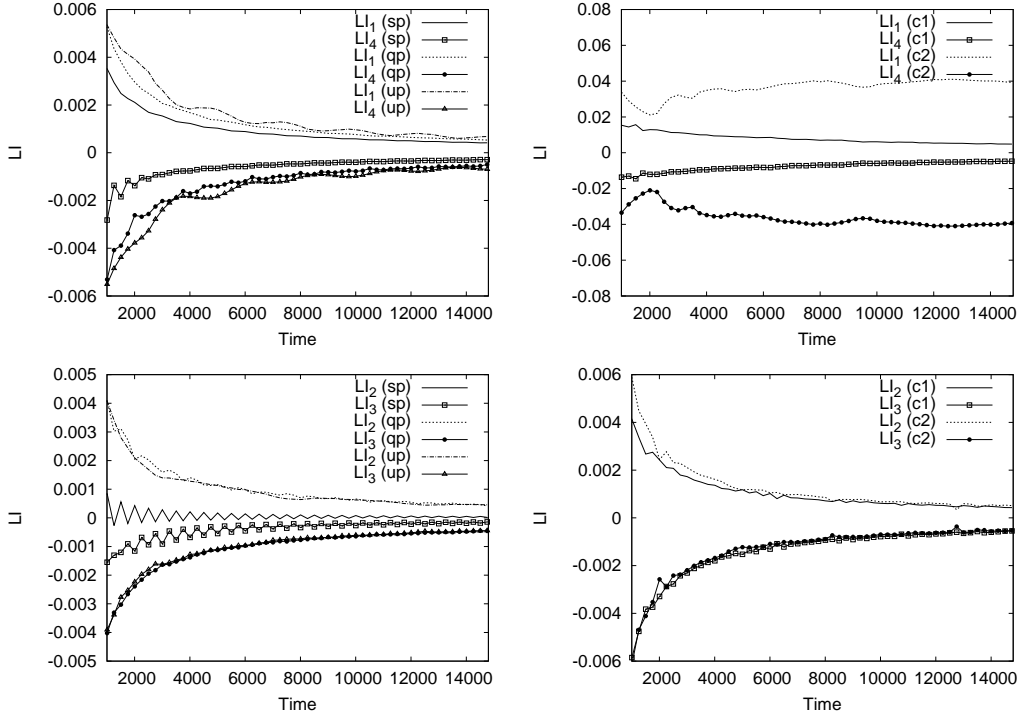 0.006
0.004
0.002
0
-0.002
-0.004
-0.006
LI
2000 4000 6000 8000 10000 12000 14000
Time
LI1 (sp)
LI4 (sp)
LI1 (qp)
LI4 (qp)
LI1 (up)
LI4 (up)
0.08
0.06
0.04
0.02
0
-0.02
-0.04
-0.06
-0.08
LI
2000 4000 6000 8000 10000 12000 14000
Time
LI1 (c1)
LI4 (c1)
LI1 (c2)
LI4 (c2)
0.005
0.004
0.003
0.002
0.001
0
-0.001
-0.002
-0.003
-0.004
-0.005
LI
2000 4000 6000 8000 10000 12000 14000
Time
LI2 (sp)
LI3 (sp)
LI2 (qp)
LI3 (qp)
LI2 (up)
LI3 (up)
0.006
0.004
0.002
0
-0.002
-0.004
-0.006
LI
2000 4000 6000 8000 10000 12000 14000
Time
LI2 (c1)
LI3 (c1)
LI2 (c2)
LI3 (c2)